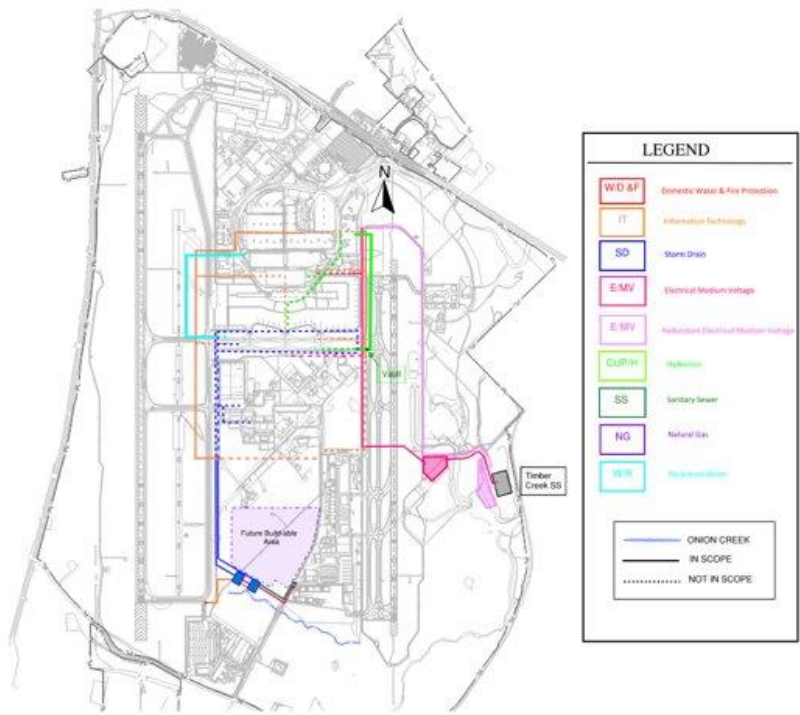 N
Vault
Future Buildable
Area
Timber
Creek SS
LEGEND
W/D &F Domestic Water & Fire Protection
IT Information Technology
SD Storm Drain
E/MV Electrical Medium Voltage
E/MV Redundant Electrical Medium Voltage
CUP/H Hydronics
SS Sanitary Sewer
NG Natural Gas
W/R Reclaimed Water
ONION CREEK
IN SCOPE
NOT IN SCOPE